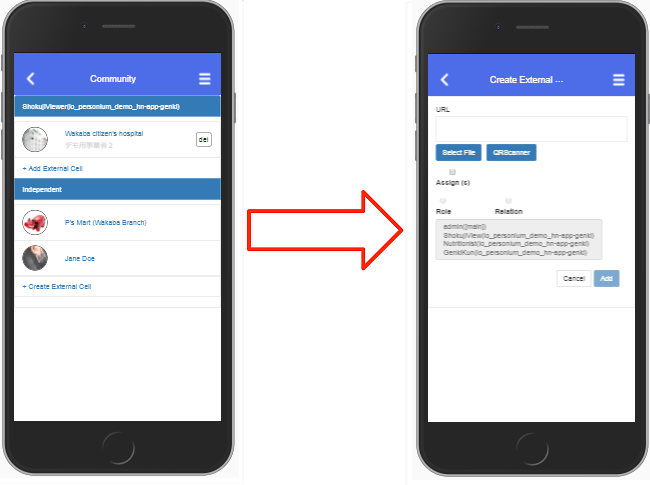 Community
ShokujiViewer(io_personium_demo_hn-app-genki)
Wakaba citizen's hospital
デモ用事業者２
del
+ Add External Cell
Independent
P's Mart (Wakaba Branch)
Jane Doe
+ Create External Cell
Create External ...
URL
Select File
QRScanner
Assign (s)
Role
Relation
admin([main])
ShokujiView(io_personium_demo_hn-app-genki)
Nutritionist(io_personium_demo_hn-app-genki)
GenkiKun(io_personium_demo_hn-app-genki)
Cancel
Add